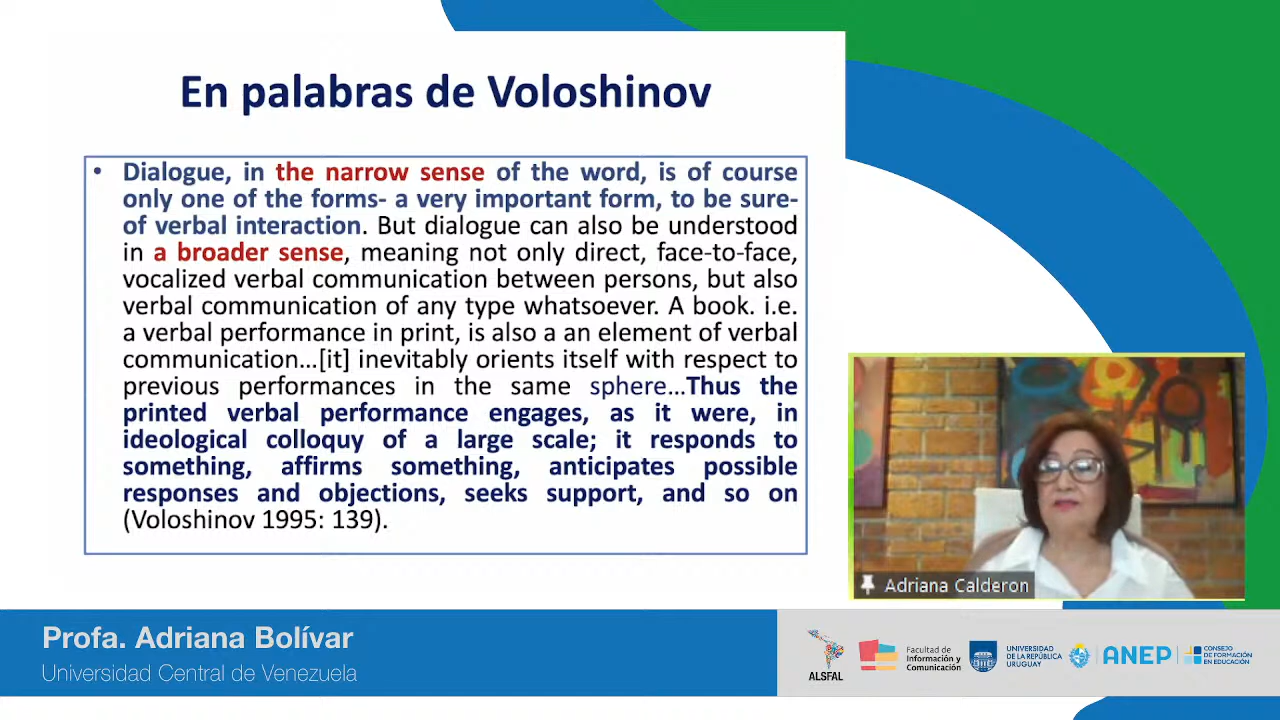 En palabras de Voloshinov
• Dialogue, in the narrow sense of the word, is of course
only one of the forms- a very important form, to be sure-
of verbal interaction. But dialogue can also be understood
in a broader sense, meaning not only direct, face-to-face,
vocalized verbal communication between persons, but also
verbal communication of any type whatsoever. A book. i.e.
a verbal performance in print, is also a an element of verbal
communication…[it] inevitably orients itself with respect to
previous performances in the same sphere…Thus the
printed verbal performance engages, as it were, in
ideological colloquy of a large scale; it responds to
something, affirms something, anticipates possible
responses and objections, seeks support, and so on
(Voloshinov 1995: 139).
Adriana Calderon
Profa. Adriana Bolívar
Universidad Central de Venezuela
ALSFAL
Facultad de
Información y
Comunicación
UNIVERSIDAD
DE LA REPÚBLICA
URUGUAY
ANEP
CONSEJO
DE FORMACIÓN
EN EDUCACIÓN